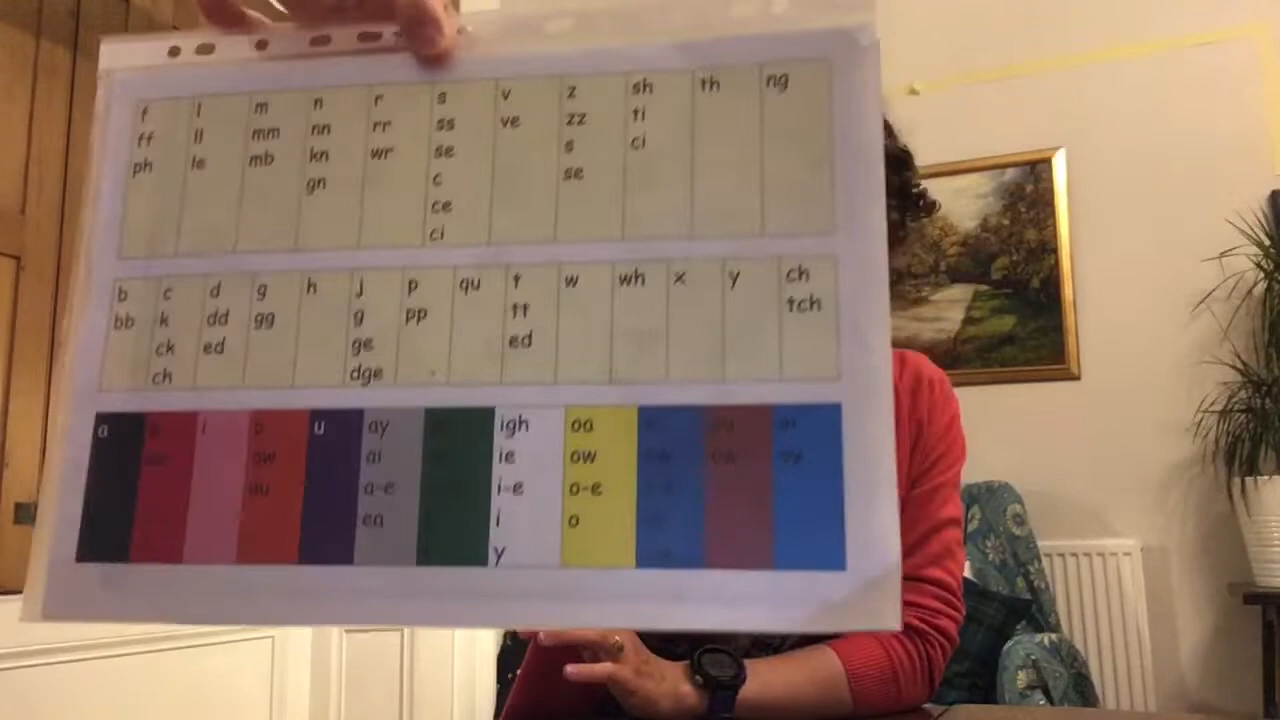 f l m n r s v z sh th ng
ff ll mm nn rr ss ve zz ti
ph le mb kn wr se s ci
gn c se
ce
ci
b c d g h j p qu t w wh x y ch
bb k dd gg g pp tt tch
ck ed ge ed
ch dge
a i o u ay igh oa
aw ai ie ow
au a-e i-e o-e
ea i o
y